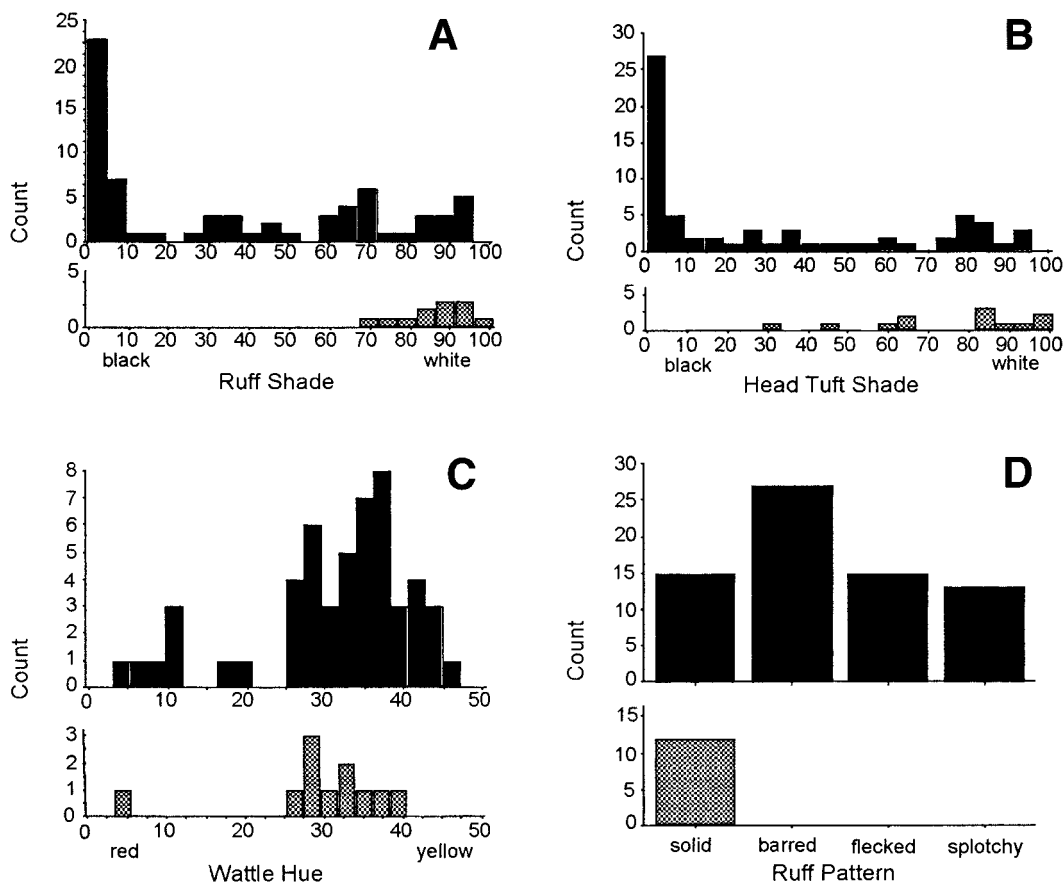 A
25
20
15
10
5
0
Count
0 10 20 30 40 50 60 70 80 90 100
5
0
0 10 20 30 40 50 60 70 80 90 100
black white
Ruff Shade
B
30
25
20
15
10
5
0
Count
0 10 20 30 40 50 60 70 80 90 100
5
0
0 10 20 30 40 50 60 70 80 90 100
black white
Head Tuft Shade
C
8
7
6
5
4
3
2
1
0
Count
0 10 20 30 40 50
3
2
1
0
0 10 30 40 50
red yellow
Wattle Hue
D
30
25
20
15
10
5
0
Count
15
10
5
0
solid barred flecked splotchy
Ruff Pattern